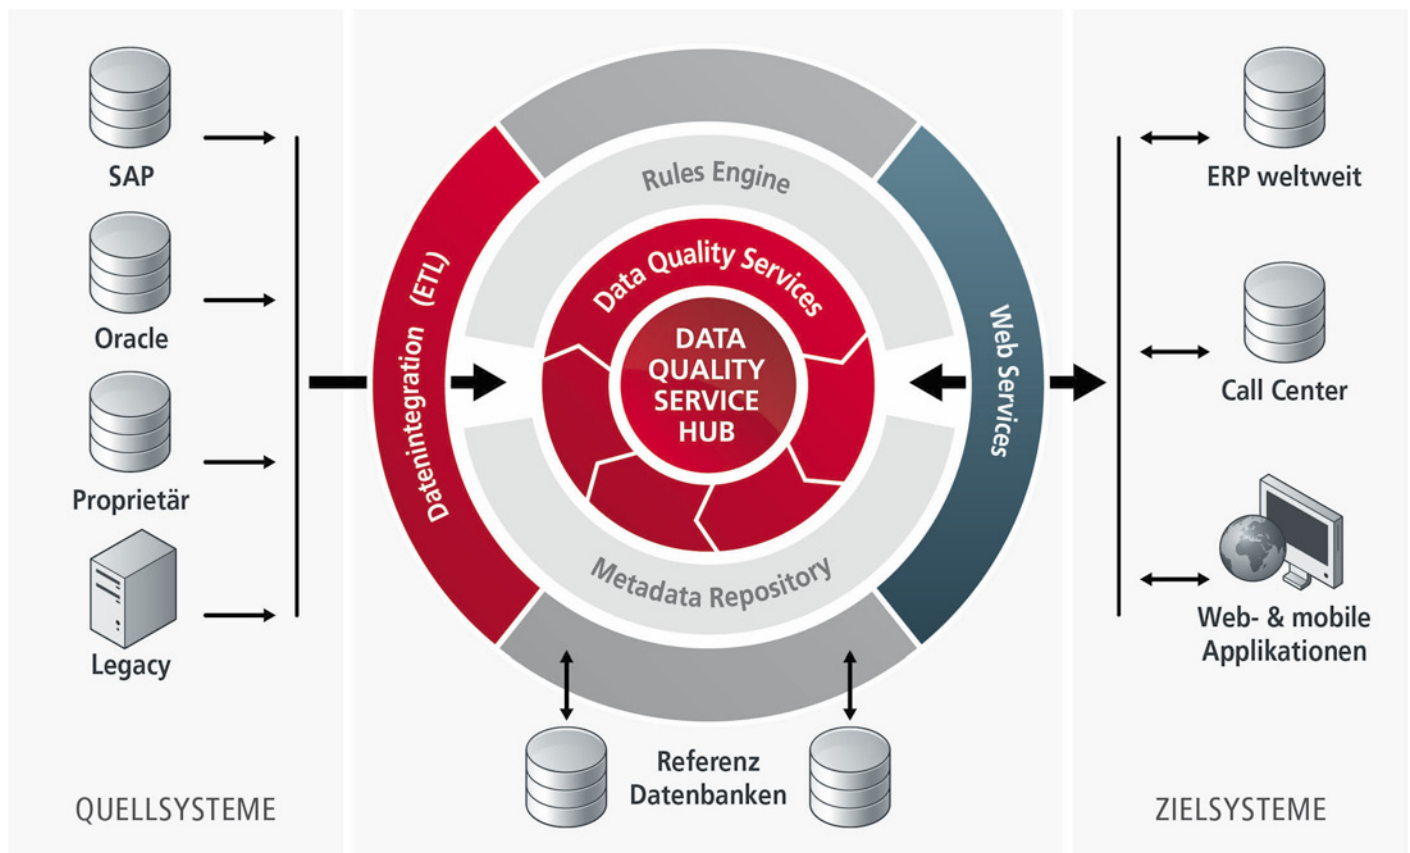 SAP
Oracle
Proprietär
Legacy
QUELLSYSTEME
Datenintegration (ETL)
Rules Engine
Data Quality Services
DATA
QUALITY
SERVICE
HUB
Metadata Repository
Web Services
Referenz
Datenbanken
ERP weltweit
Call Center
Web- & mobile
Applikationen
ZIELSYSTEME